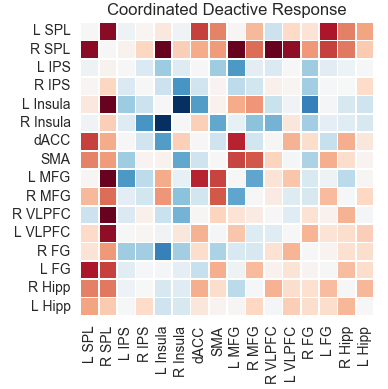 Coordinated Deactive Response
L SPL
R SPL
L IPS
R IPS
L Insula
R Insula
dACC
SMA
L MFG
R MFG
R VLPFC
L VLPFC
R FG
L FG
R Hipp
L Hipp
L SPL
R SPL
L IPS
R IPS
L Insula
R Insula
dACC
SMA
L MFG
R MFG
R VLPFC
L VLPFC
R FG
L FG
R Hipp
L Hipp